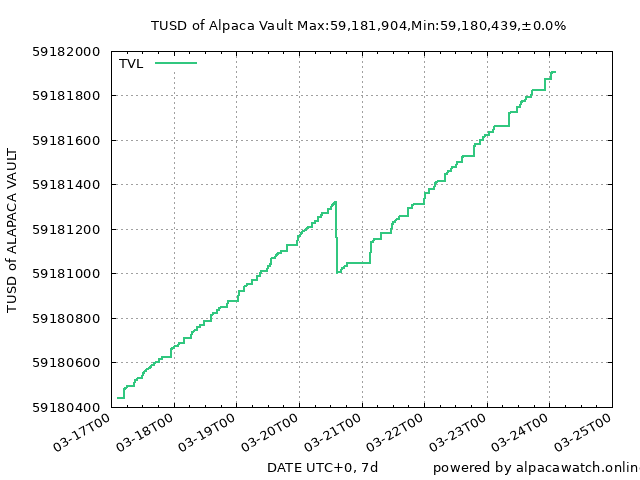 TUSD of Alpaca Vault Max:59,181,904,Min:59,180,439,±0.0%
TVL
59182000
59181800
59181600
59181400
59181200
59181000
59180800
59180600
59180400
TUSD of ALAPACA VAULT
03-17T00
03-18T00
03-19T00
03-20T00
03-21T00
03-22T00
03-23T00
03-24T00
03-25T00
DATE UTC+0, 7d
powered by alpacawatch.onlin